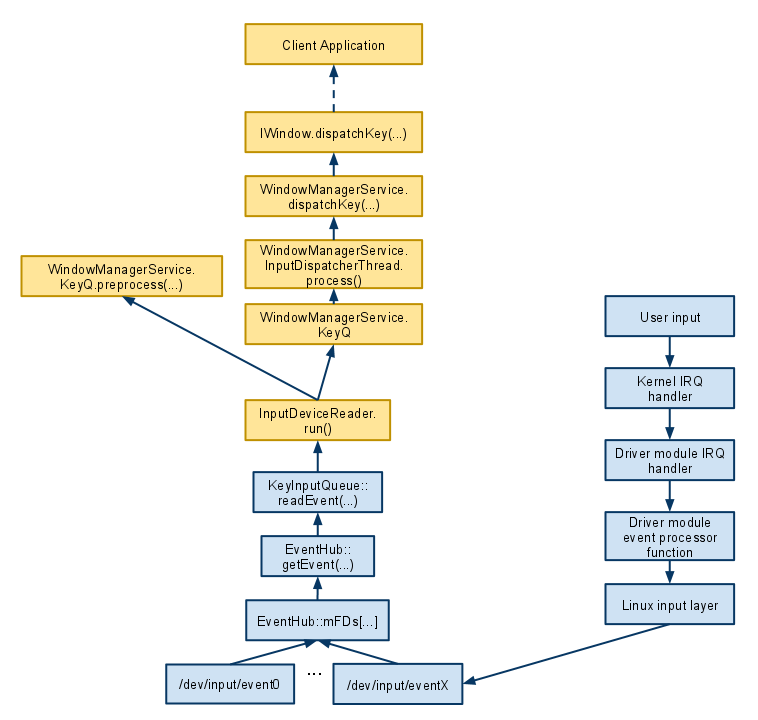 Client Application
IWindow.dispatchKey(...)
WindowManagerService.
dispatchKey(...)
WindowManagerService.
InputDispatcherThread.
process()
WindowManagerService.
KeyQ.preprocess(...)
WindowManagerService.
KeyQ
User input
Kernel IRQ
handler
InputDeviceReader.
run()
Driver module IRQ
handler
KeyInputQueue::
readEvent(...)
Driver module
event processor
function
EventHub::
getEvent(...)
Linux input layer
EventHub::mFDs[...]
/dev/input/event0
...
/dev/input/eventX